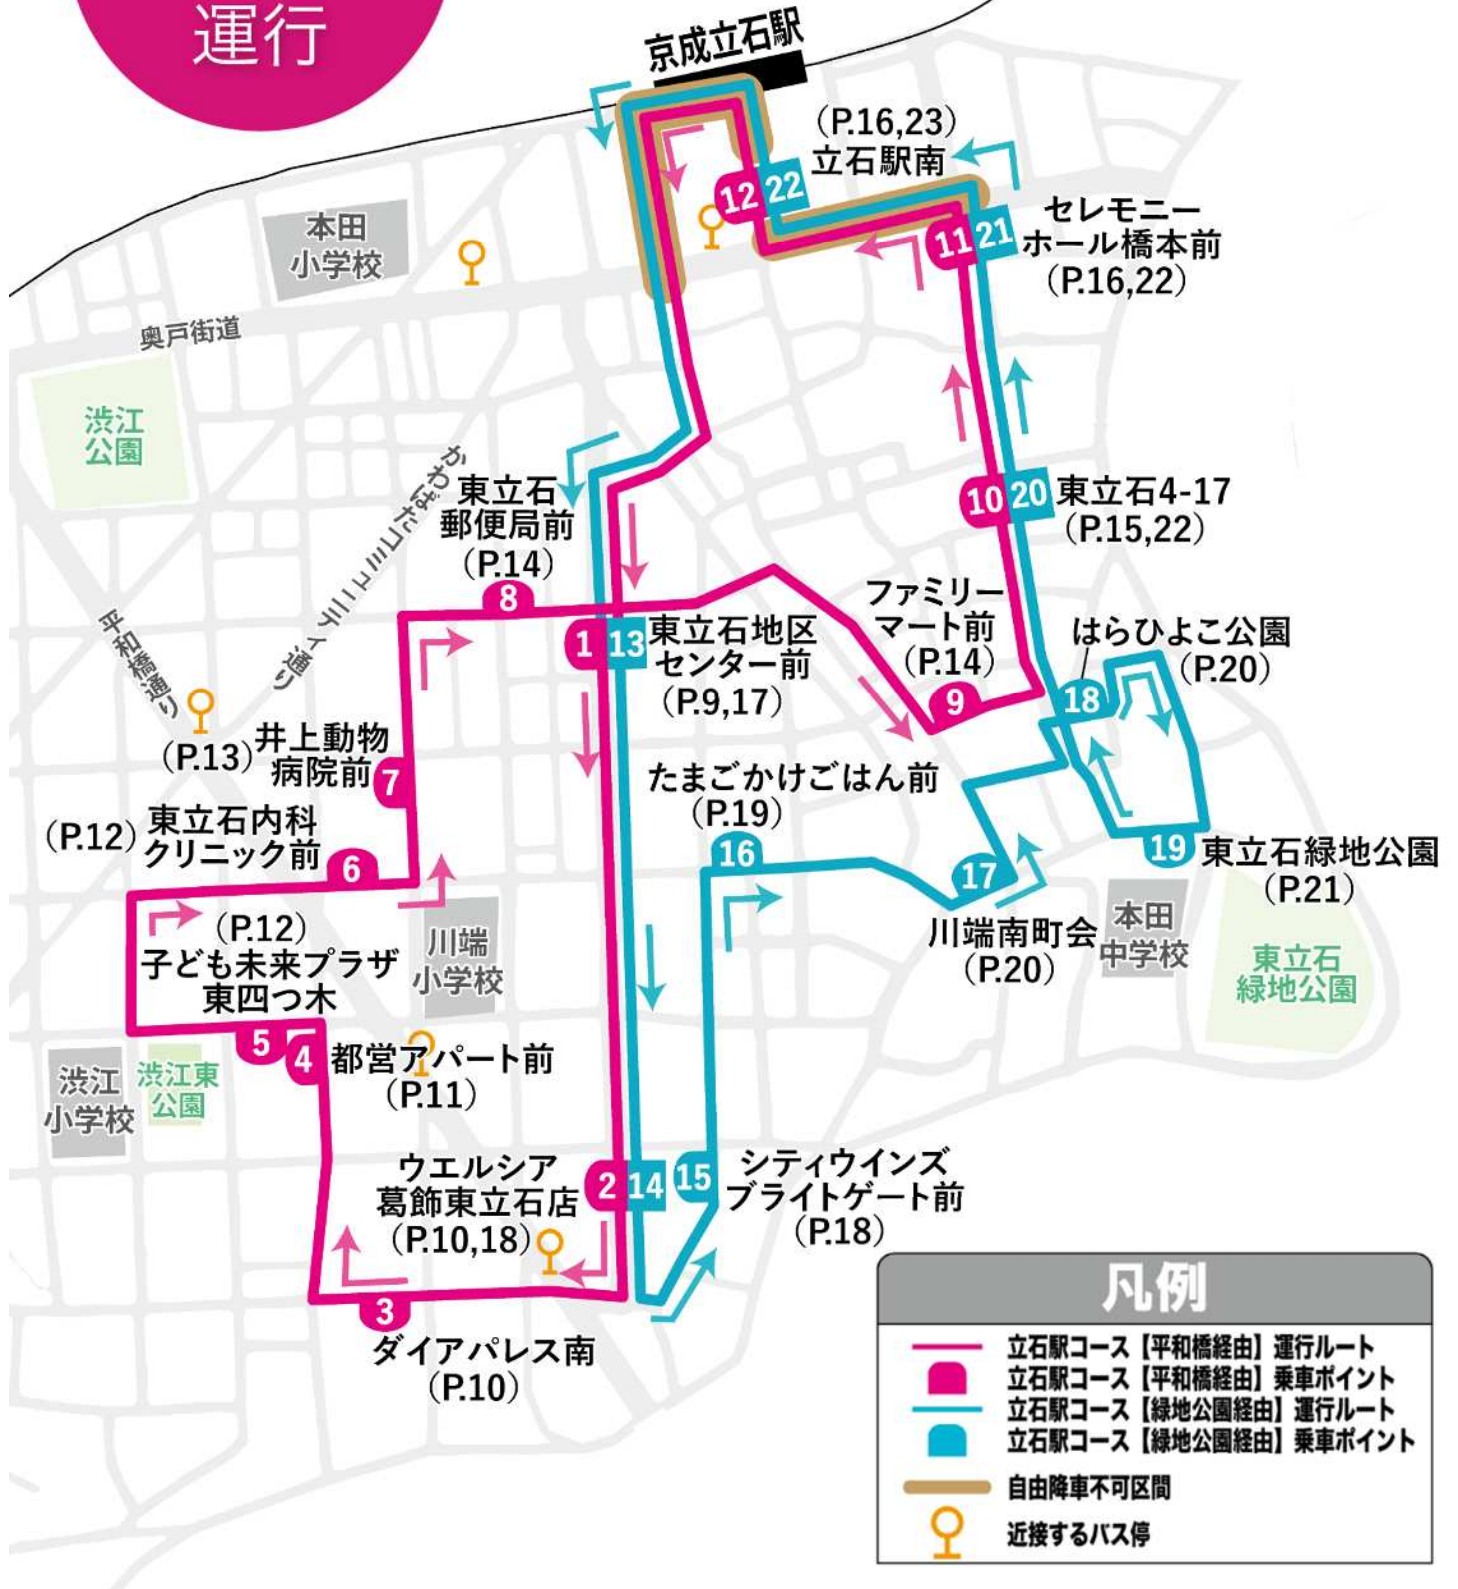 運行
京成立石駅
(P.16,23)
立石駅南
12
22
本田
小学校
セレモニー
ホール橋本前
(P.16,22)
11
21
奥戸街道
渋江
公園
かわばたコミュニティ通り
東立石
郵便局前
(P.14)
8
10
20
東立石4-17
(P.15,22)
平和橋通り
ファミリー
マート前
(P.14)
9
はらひよこ公園
(P.20)
18
1
13
東立石地区
センター前
(P.9,17)
(P.13)
井上動物
病院前
7
たまごかけごはん前
(P.19)
16
(P.12)
東立石内科
クリニック前
6
17
川端南町会
(P.20)
19
東立石緑地公園
(P.21)
本田
中学校
東立石
緑地公園
(P.12)
子ども未来プラザ
東四つ木
川端
小学校
5
4
都営アパート前
(P.11)
渋江
小学校
渋江東
公園
ウエルシア
葛飾東立石店
(P.10,18)
2
14
15
シティウインズ
ブライトゲート前
(P.18)
3
ダイアパレス南
(P.10)
凡例
立石駅コース【平和橋経由】運行ルート
立石駅コース【平和橋経由】乗車ポイント
立石駅コース【緑地公園経由】運行ルート
立石駅コース【緑地公園経由】乗車ポイント
自由降車不可区間
近接するバス停